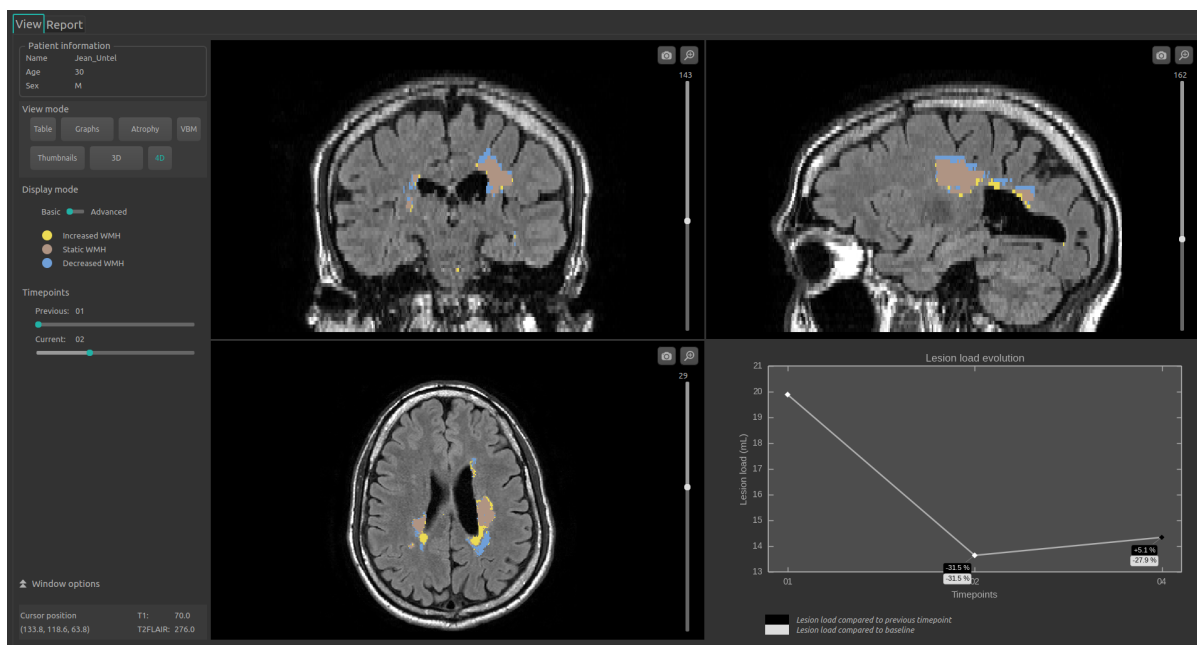 View Report
Patient information
Name Jean_Untel
Age 30
Sex M
View mode
Table Graphs Atrophy VBM
Thumbnails 3D 4D
Display mode
Basic Advanced
Increased WMH
Static WMH
Decreased WMH
Timepoints
Previous: 01
Current: 02
Window options
Cursor position T1: 70.0
(133.8, 118.6, 63.8) T2FLAIR: 276.0
143
162
29
Lesion load evolution
21
20
19
18
17
16
15
14
13
Lesion load (mL)
-31.5 %
-31.5 %
+5.1 %
-27.9 %
01 02 04
Timepoints
Lesion load compared to previous timepoint
Lesion load compared to baseline